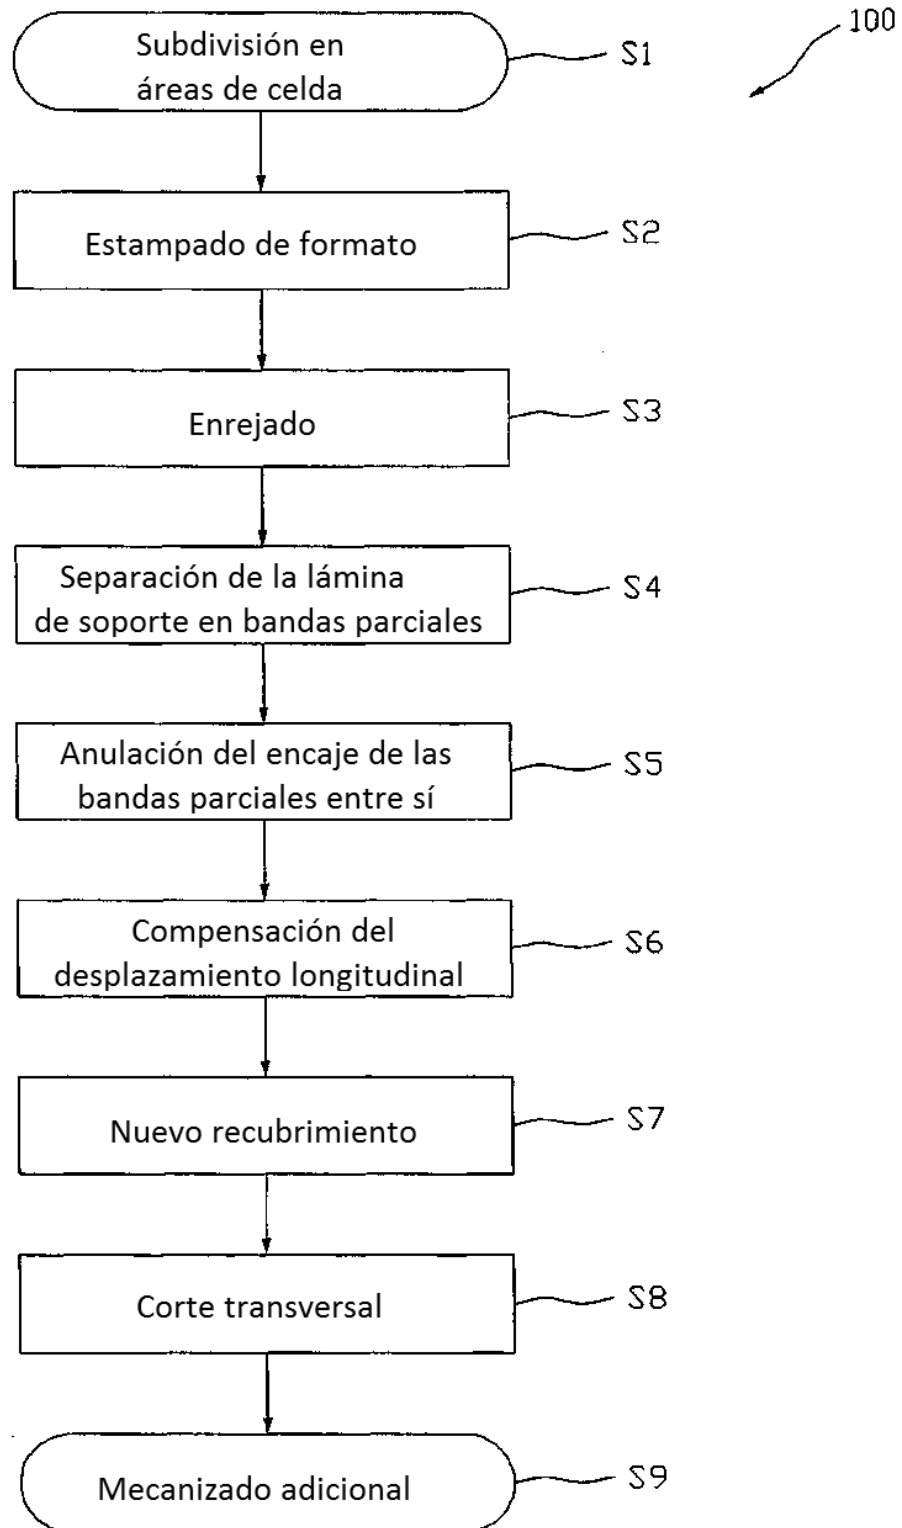 100
Subdivisión en
áreas de celda
S1
Estampado de formato
S2
Enrejado
S3
Separación de la lámina
de soporte en bandas parciales
S4
Anulación del encaje de las
bandas parciales entre sí
S5
Compensación del
desplazamiento longitudinal
S6
Nuevo recubrimiento
S7
Corte transversal
S8
Mecanizado adicional
S9